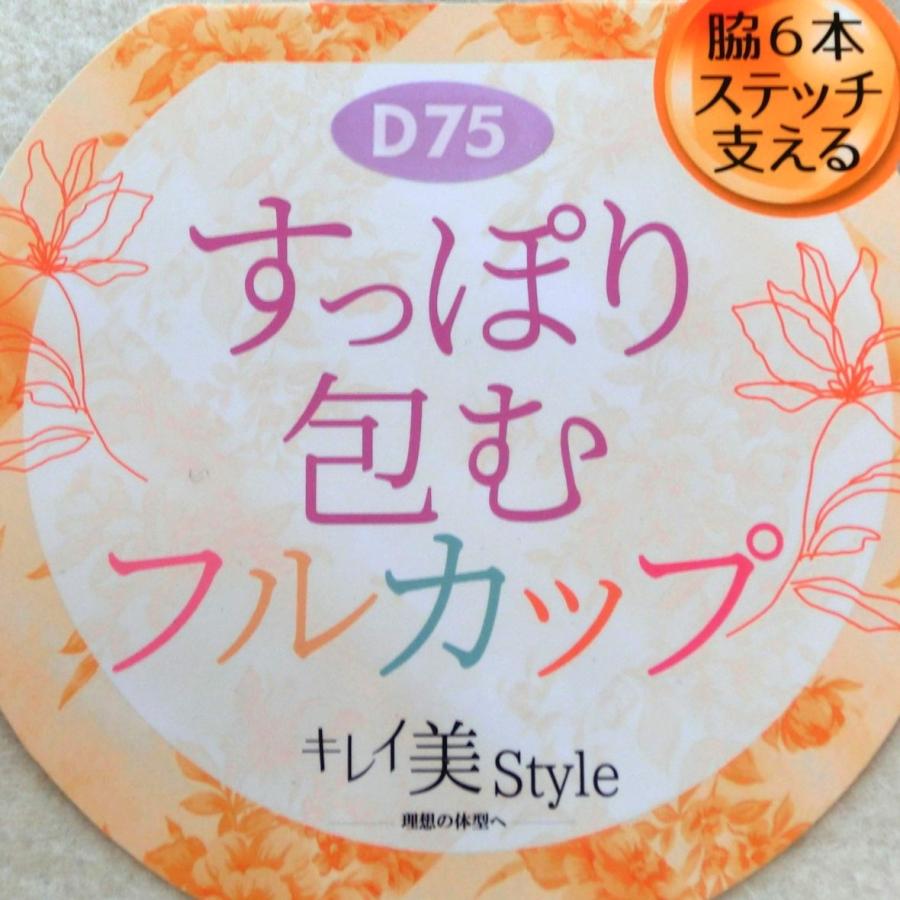 脇6本
ステッチ
支える
D75
すっぽり
包む
フルカップ
キレイ美Style
理想の体型へ